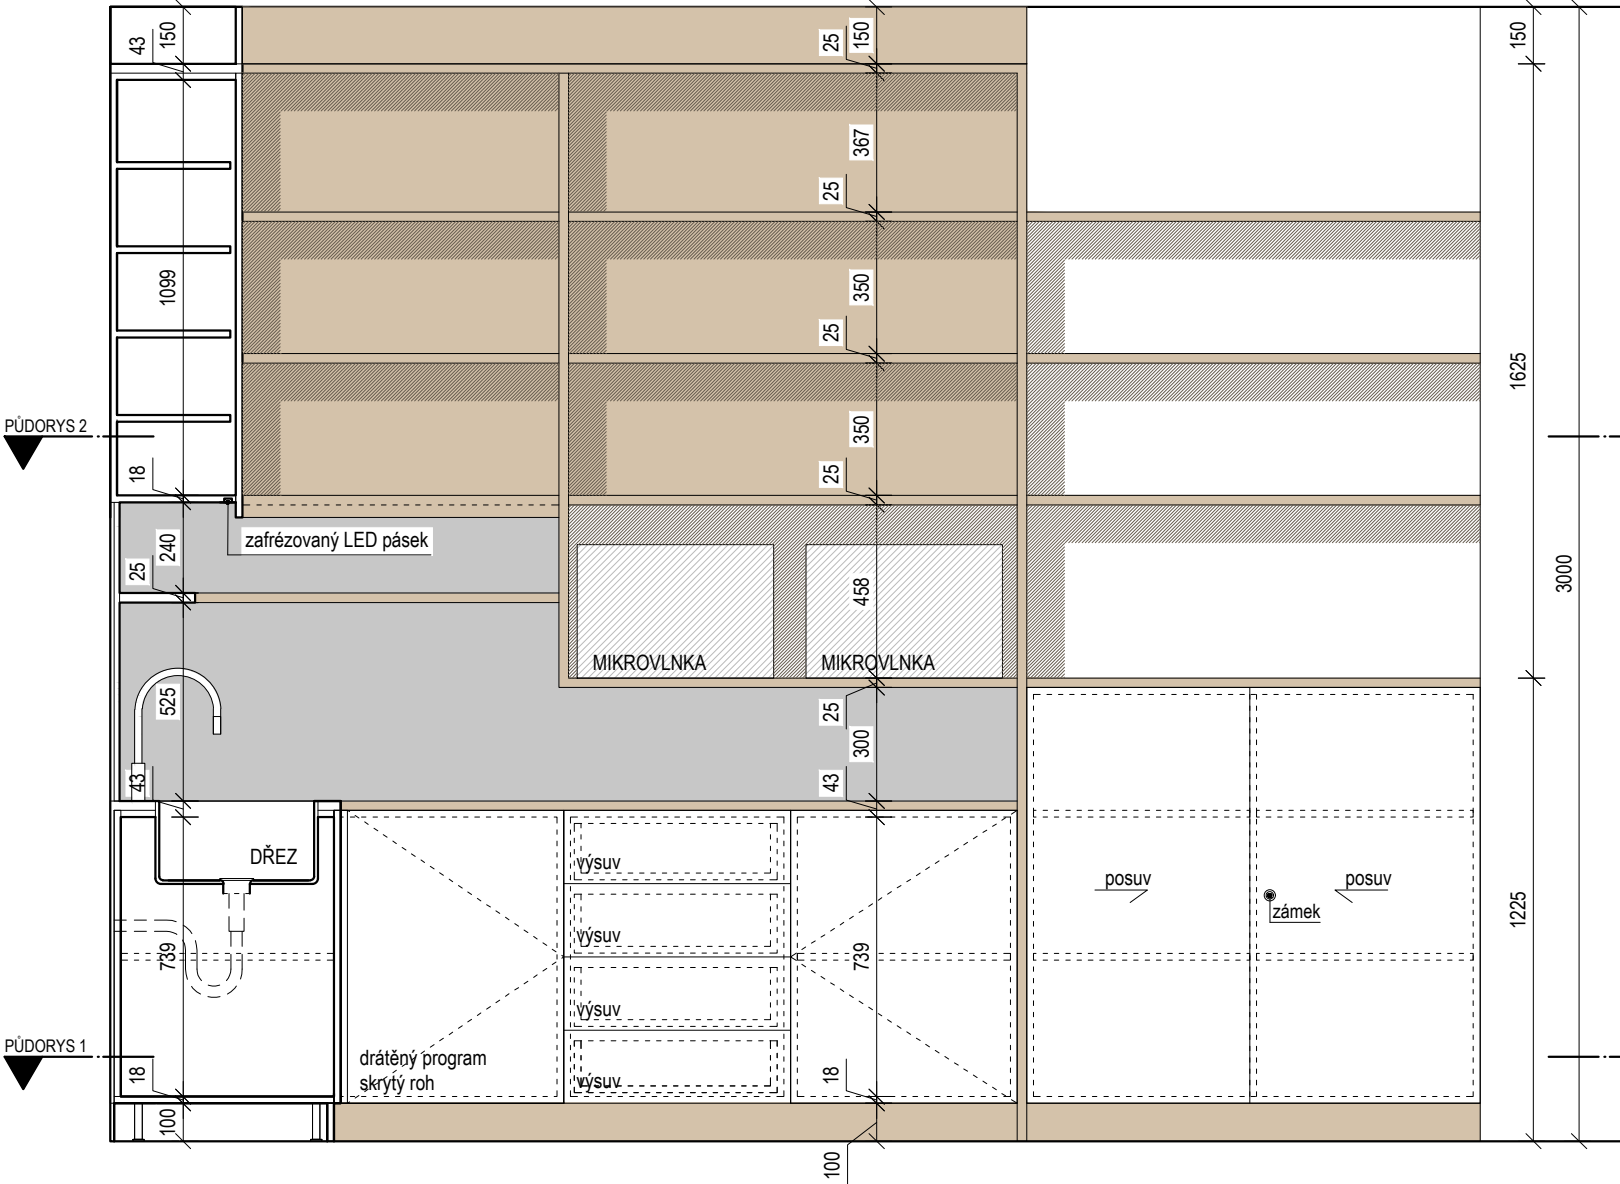 43
150
25
150
150
367
25
1099
350
25
1625
PŮDORYS 2
350
18
25
zafrézovaný LED pásek
240
25
458
3000
MIKROVLNKA
MIKROVLNKA
525
25
300
43
43
DŘEZ
výsuv
posuv
posuv
zámek
1225
výsuv
739
739
výsuv
PŮDORYS 1
drátěný program
skrytý roh
výsuv
18
18
100
100